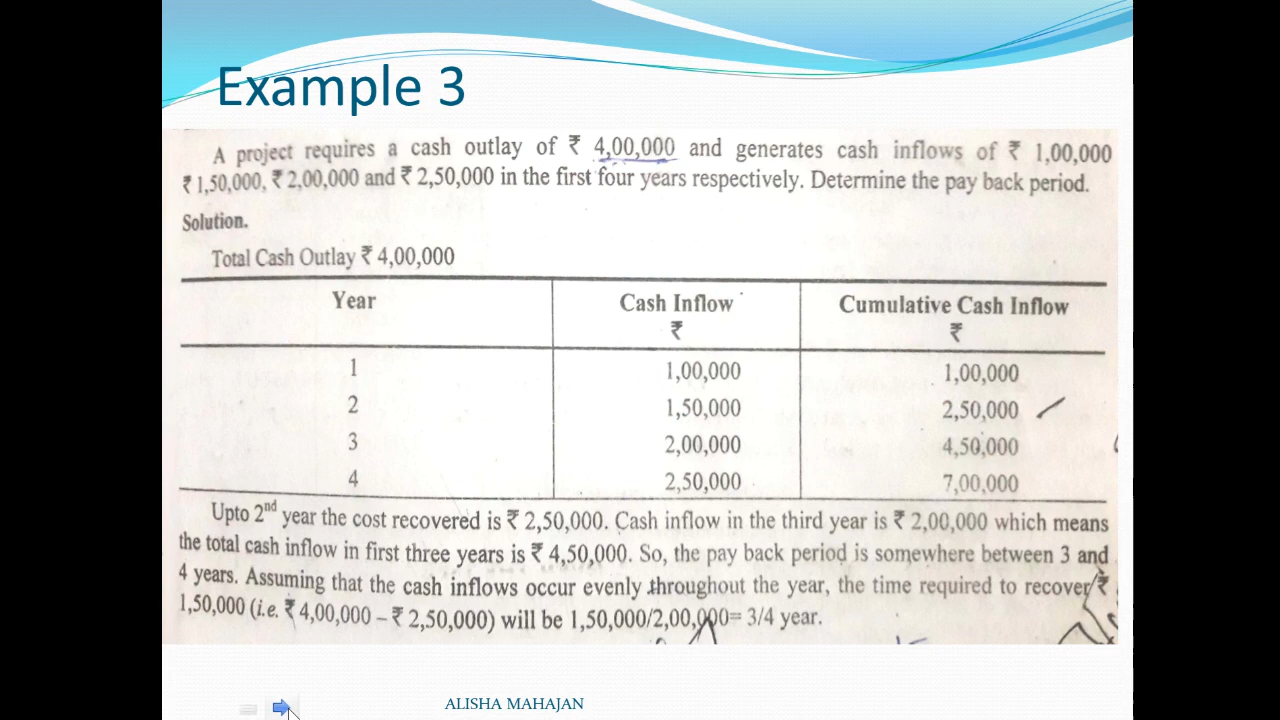 Example 3
A project requires a cash outlay of ₹ 4,00,000 and generates cash inflows of ₹ 1,00,000
₹ 1,50,000, ₹ 2,00,000 and ₹ 2,50,000 in the first four years respectively. Determine the pay back period.
Solution.
Total Cash Outlay ₹ 4,00,000
Year Cash Inflow Cumulative Cash Inflow
₹ ₹
1 1,00,000 1,00,000
2 1,50,000 2,50,000
3 2,00,000 4,50,000
4 2,50,000 7,00,000
Upto 2nd year the cost recovered is ₹ 2,50,000. Cash inflow in the third year is ₹ 2,00,000 which means
the total cash inflow in first three years is ₹ 4,50,000. So, the pay back period is somewhere between 3 and
4 years. Assuming that the cash inflows occur evenly throughout the year, the time required to recover ₹
1,50,000 (i.e. ₹ 4,00,000 – ₹ 2,50,000) will be 1,50,000/2,00,000= 3/4 year.
ALISHA MAHAJAN